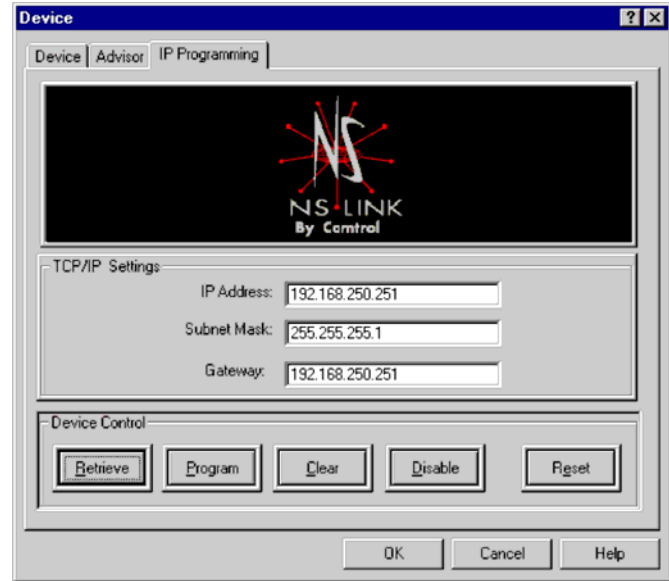 Device
Device Advisor IP Programming
NS
NS LINK
By Comtrol
TCP/IP Settings
IP Address: 192.168.250.251
Subnet Mask: 255.255.255.1
Gateway: 192.168.250.251
Device Control
Retrieve Program Clear Disable Reset
OK Cancel Help